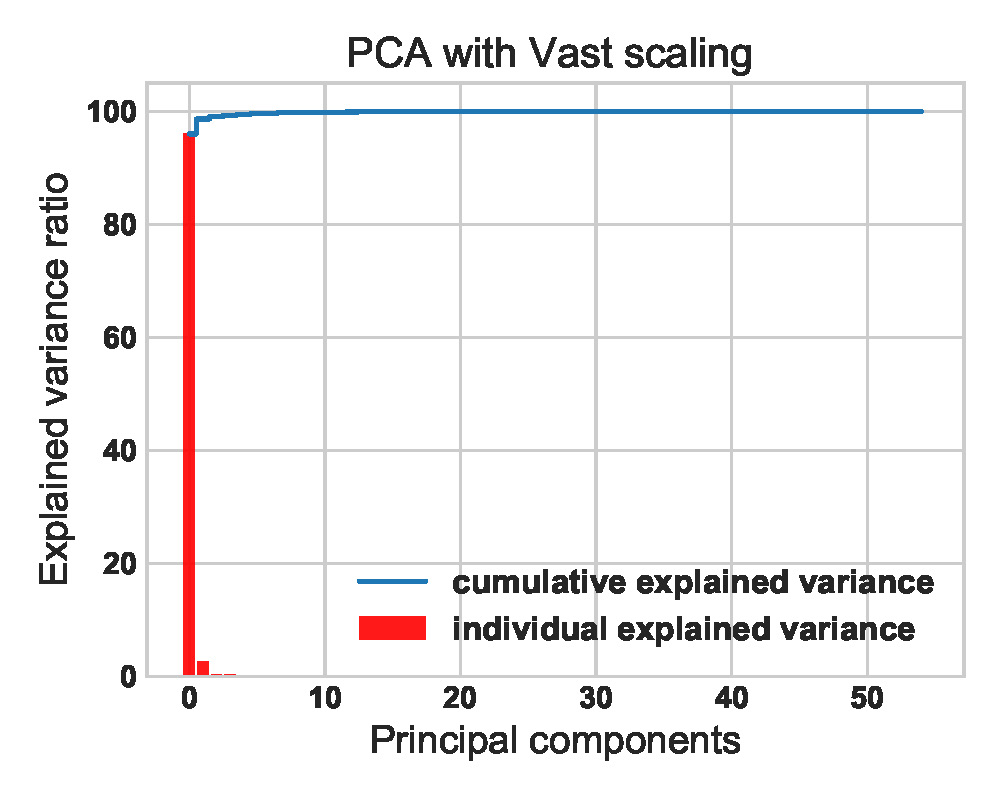 PCA with Vast scaling
Explained variance ratio
100
80
60
40
20
0
cumulative explained variance
individual explained variance
0 10 20 30 40 50
Principal components